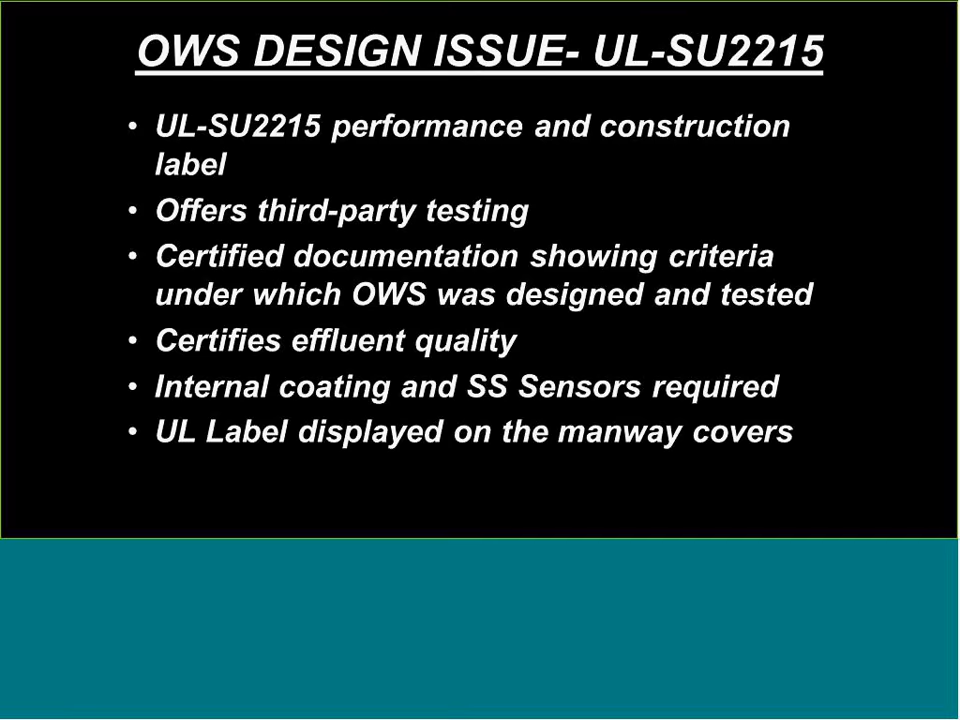 OWS DESIGN ISSUE- UL-SU2215
• UL-SU2215 performance and construction
label
• Offers third-party testing
• Certified documentation showing criteria
under which OWS was designed and tested
• Certifies effluent quality
• Internal coating and SS Sensors required
• UL Label displayed on the manway covers